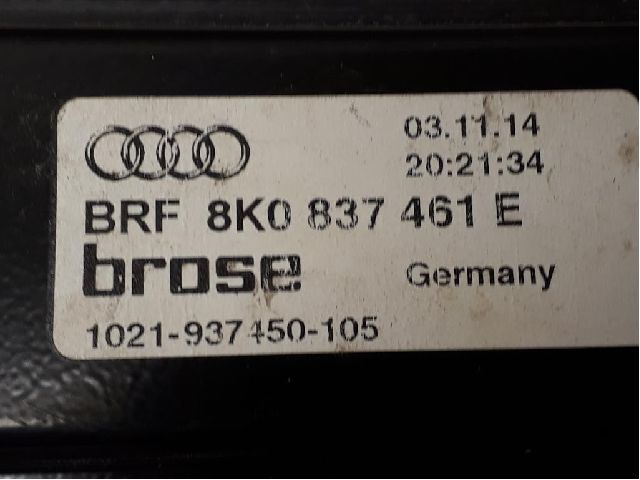 03.11.14
20:21:34
BRF 8K0 837 461 E
brose Germany
1021-937450-105